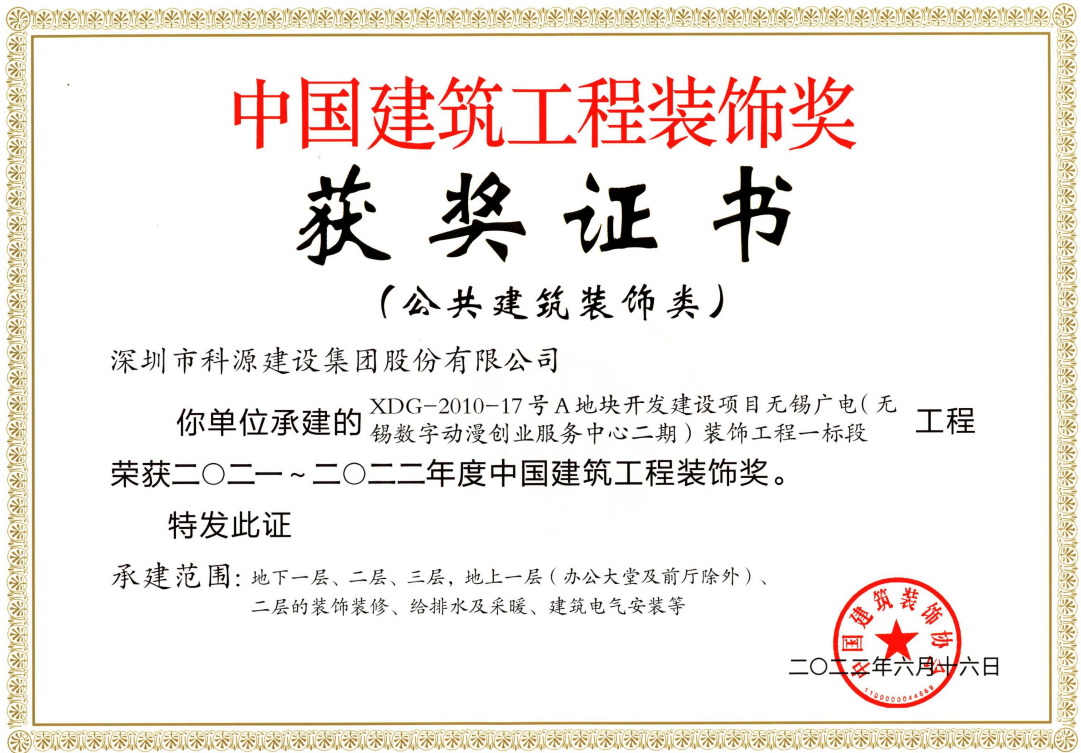 中国建筑工程装饰奖
获奖证书
（公共建筑装饰类）
深圳市科源建设集团股份有限公司
你单位承建的 XDG-2010-17号A地块开发建设项目无锡广电（无
锡数字动漫创业服务中心二期）装饰工程一标段 工程
荣获二〇二一~二〇二二年度中国建筑工程装饰奖。
特发此证
承建范围：地下一层、二层、三层，地上一层（办公大堂及前厅除外）、
二层的装饰装修、给排水及采暖、建筑电气安装等
中国建筑装饰协会
二〇二三年六月十六日
1100000044869